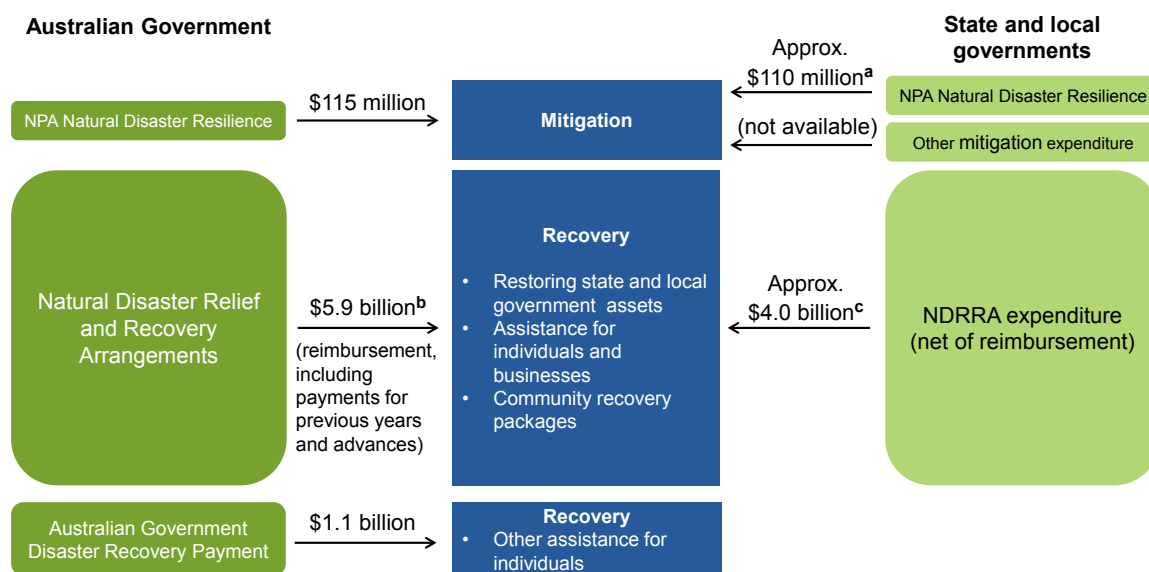 Australian Government
State and local
governments
NPA Natural Disaster Resilience
$115 million
Mitigation
Approx.
$110 millionᵃ
NPA Natural Disaster Resilience
(not available)
Other mitigation expenditure
Natural Disaster Relief
and Recovery
Arrangements
$5.9 billionᵇ
(reimbursement,
including
payments for
previous years
and advances)
Recovery
• Restoring state and local
government assets
• Assistance for
individuals and
businesses
• Community recovery
packages
Approx.
$4.0 billionᶜ
NDRRA expenditure
(net of reimbursement)
Australian Government
Disaster Recovery Payment
$1.1 billion
Recovery
• Other assistance for
individuals